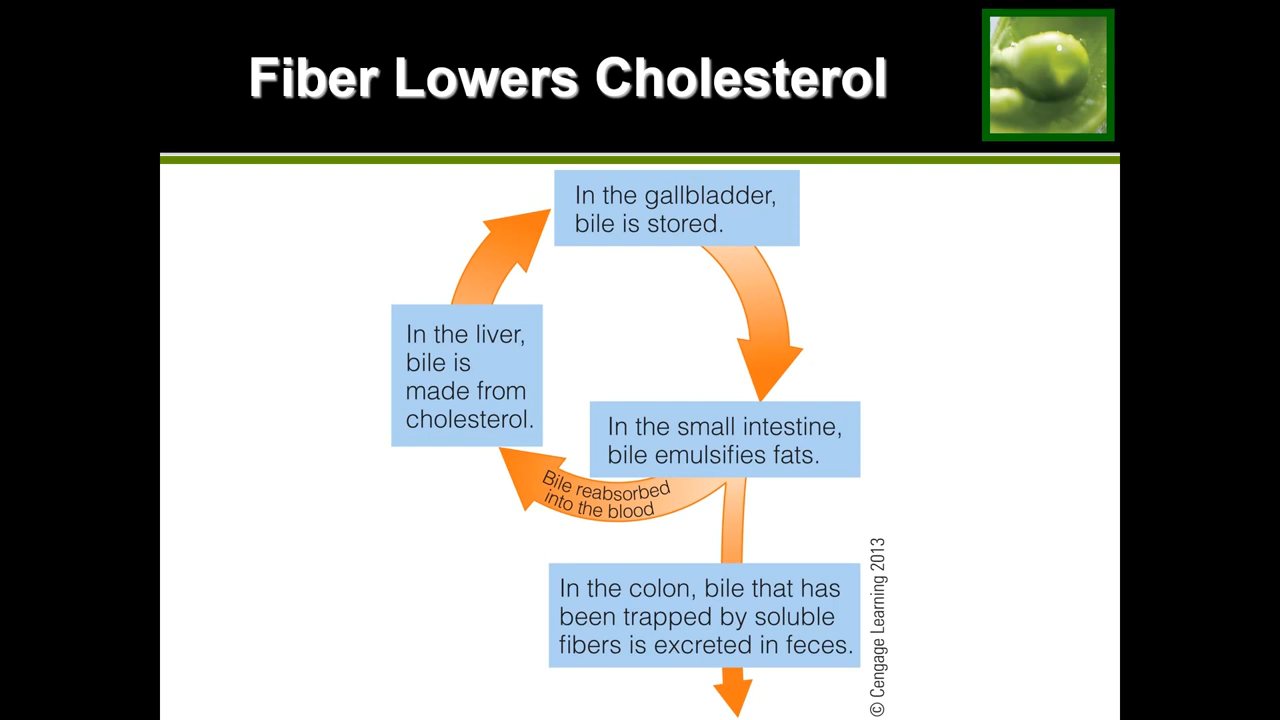 Fiber Lowers Cholesterol
In the gallbladder,
bile is stored.
In the liver,
bile is
made from
cholesterol.
In the small intestine,
bile emulsifies fats.
Bile reabsorbed
into the blood
In the colon, bile that has
been trapped by soluble
fibers is excreted in feces.
© Cengage Learning 2013